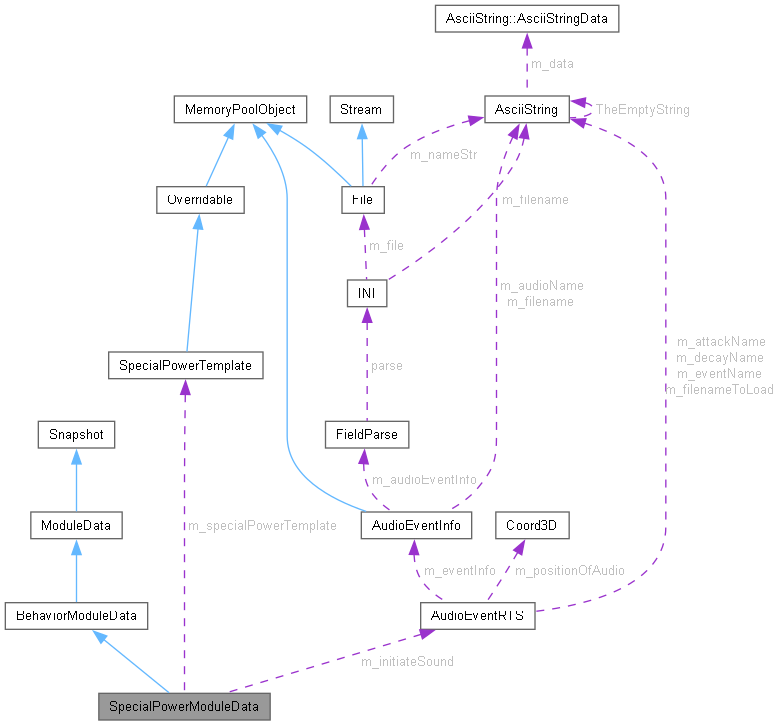 AsciiString::AsciiStringData
m_data
MemoryPoolObject
Stream
AsciiString
TheEmptyString
m_nameStr
Overridable
File
m_filename
m_file
INI
m_audioName
m_filename
SpecialPowerTemplate
parse
m_attackName
m_decayName
m_eventName
m_filenameToLoad
Snapshot
FieldParse
m_audioEventInfo
ModuleData
m_specialPowerTemplate
AudioEventInfo
Coord3D
m_eventInfo
m_positionOfAudio
BehaviorModuleData
AudioEventRTS
m_initiateSound
SpecialPowerModuleData